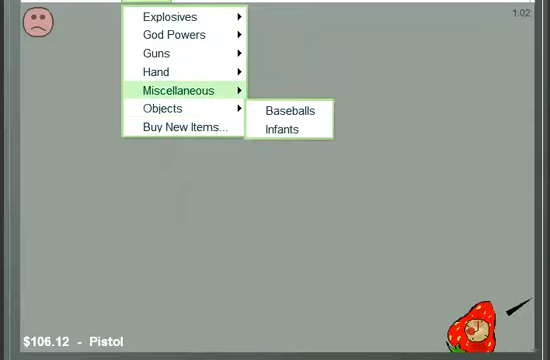 1.02
Explosives
God Powers
Guns
Hand
Miscellaneous
Objects
Buy New Items...
Baseballs
Infants
$106.12 - Pistol